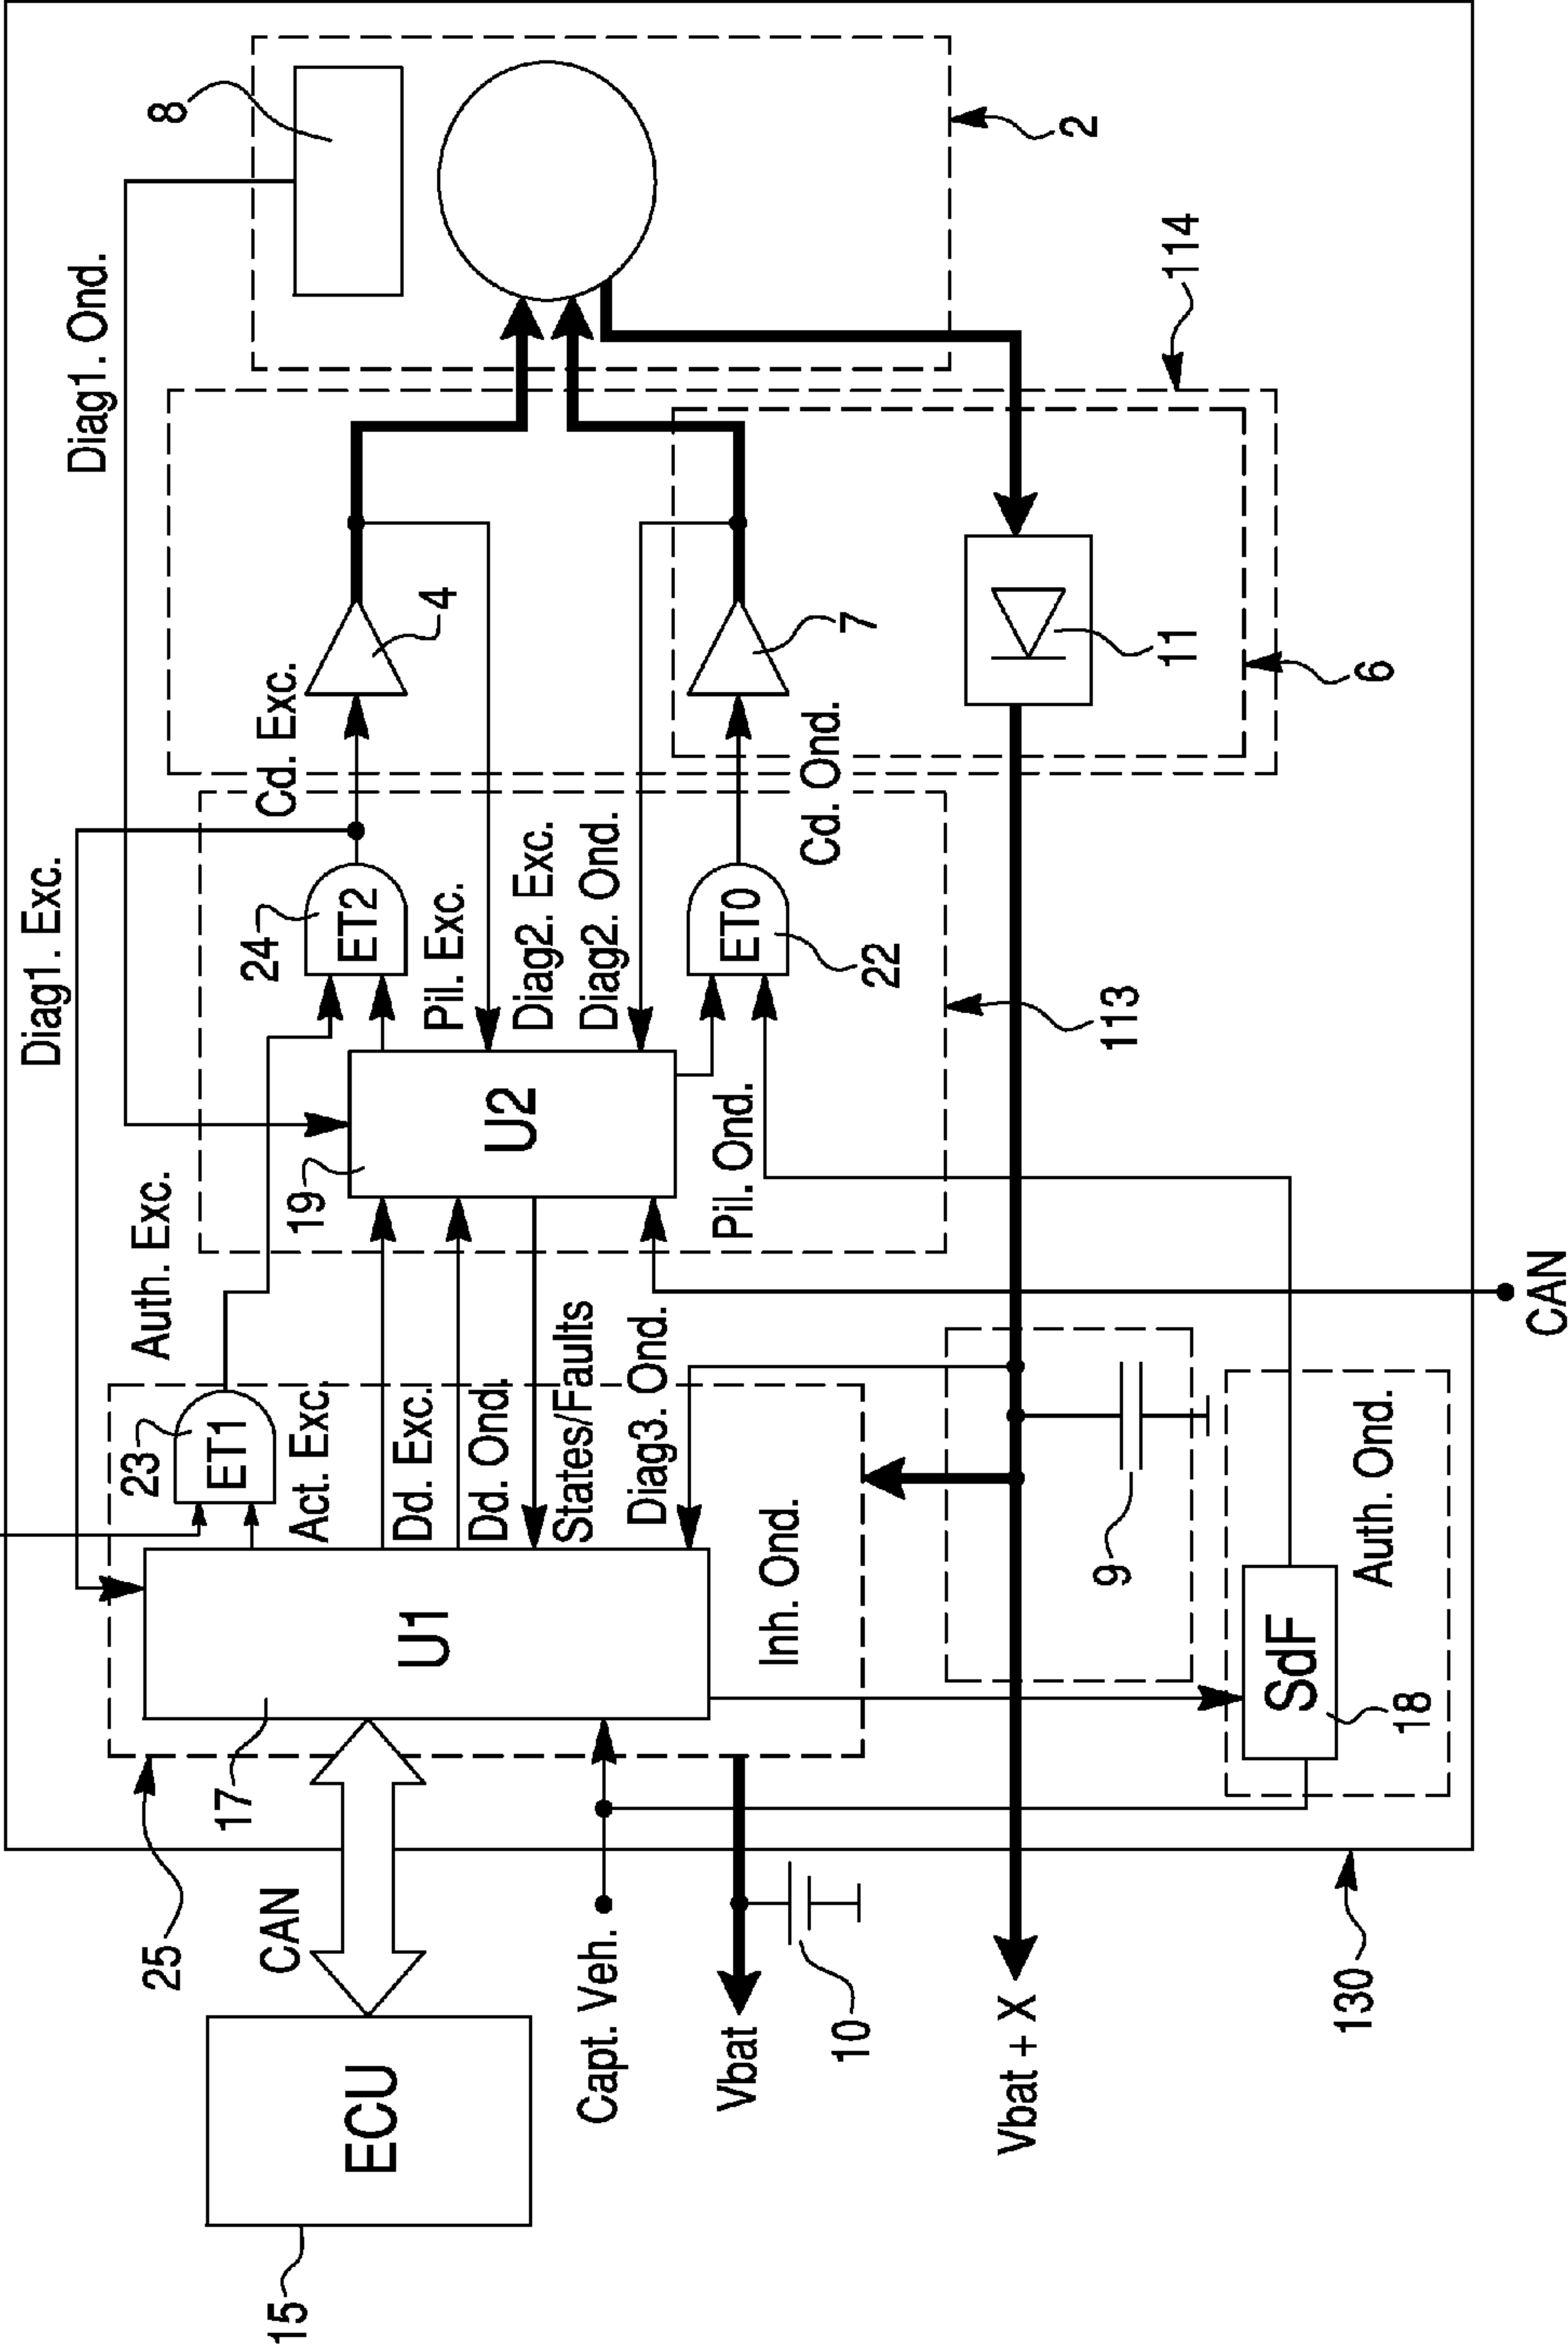 Diag1. Exc.
Diag1. Ond.
8
Auth. Exc.
Cd. Exc.
23
ET1
24
ET2
4
Act. Exc.
Pil. Exc.
25
CAN
17
U1
Dd. Exc.
Dd. Ond.
States/Faults
Diag3. Ond.
19
U2
Diag2. Exc.
Diag2. Ond.
15
ECU
Capt. Veh.
Inh. Ond.
Pil. Ond.
ET0
22
Cd. Ond.
7
2
Vbat
10
Vbat + X
9
113
11
114
6
SdF
18
Auth. Ond.
130
CAN